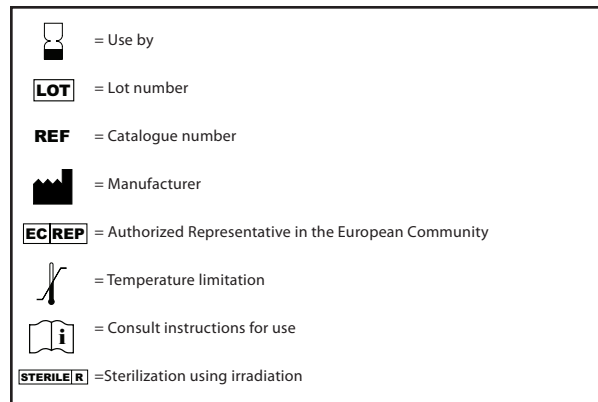 = Use by
LOT = Lot number
REF = Catalogue number
= Manufacturer
EC REP = Authorized Representative in the European Community
= Temperature limitation
i = Consult instructions for use
STERILE R =Sterilization using irradiation